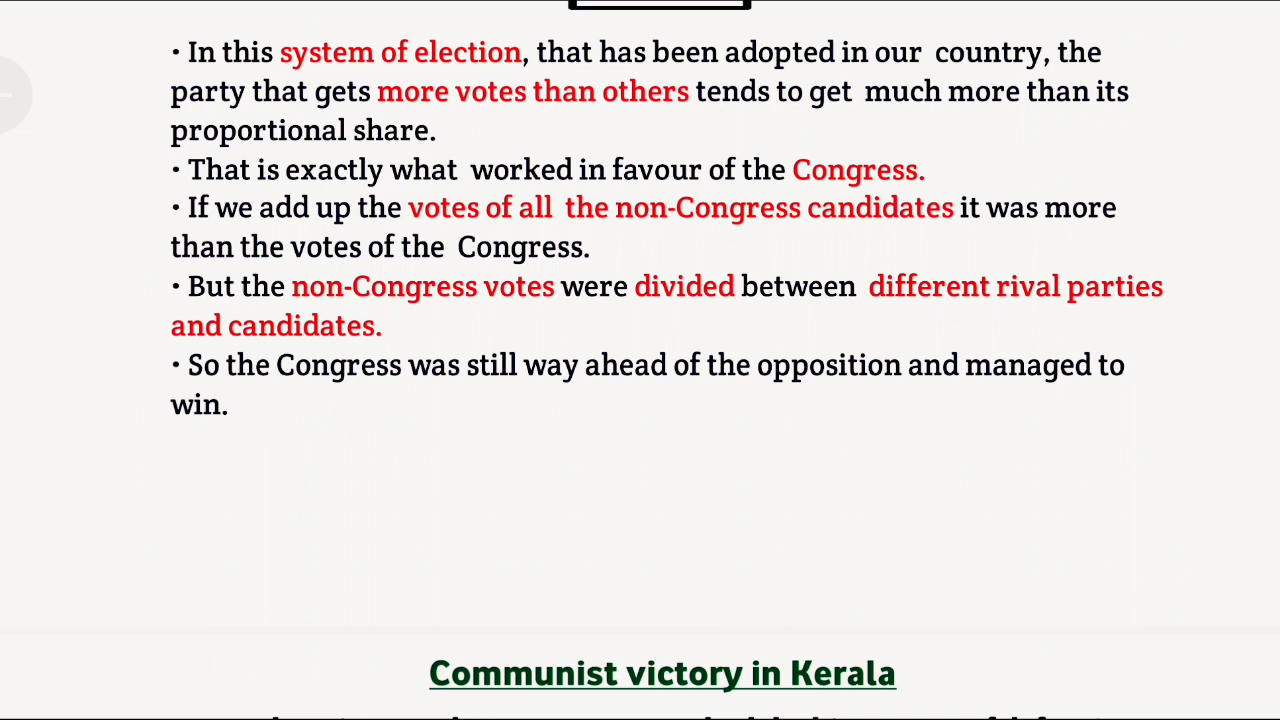 • In this system of election, that has been adopted in our country, the
party that gets more votes than others tends to get much more than its
proportional share.
• That is exactly what worked in favour of the Congress.
• If we add up the votes of all the non-Congress candidates it was more
than the votes of the Congress.
• But the non-Congress votes were divided between different rival parties
and candidates.
• So the Congress was still way ahead of the opposition and managed to
win.
Communist victory in Kerala